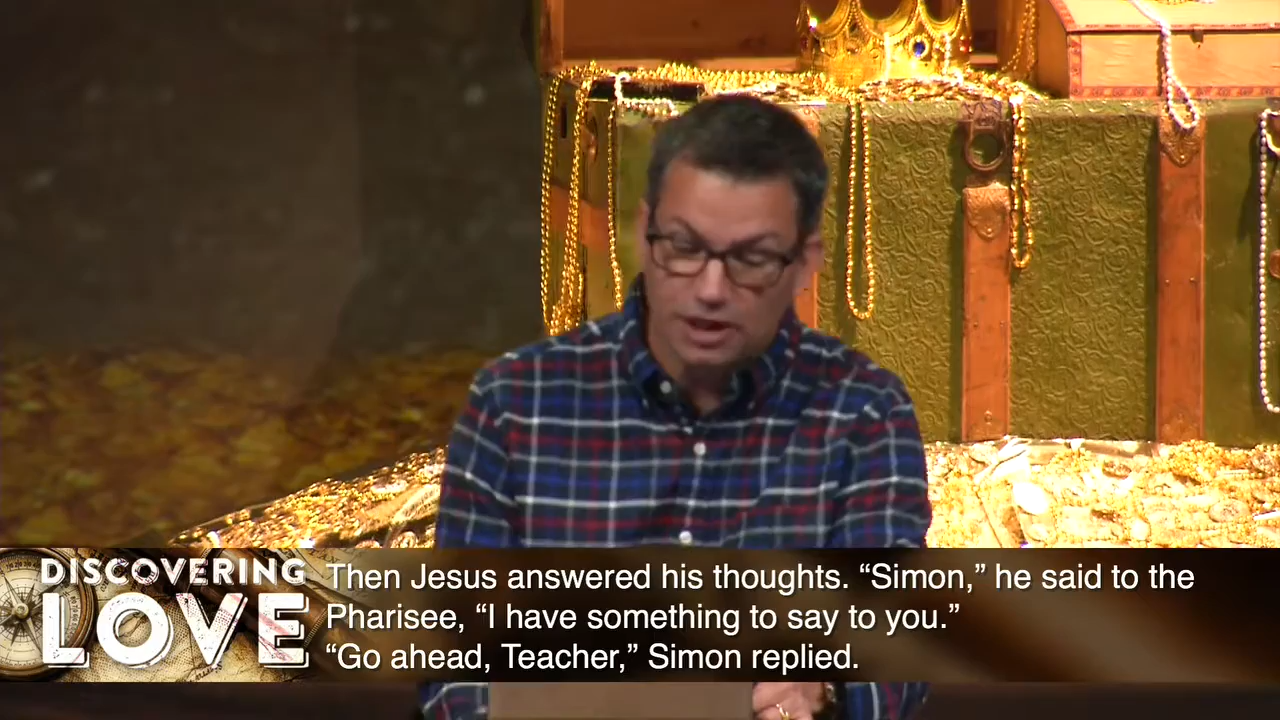 DISCOVERING
LOVE
Then Jesus answered his thoughts. “Simon,” he said to the
Pharisee, “I have something to say to you.”
“Go ahead, Teacher,” Simon replied.